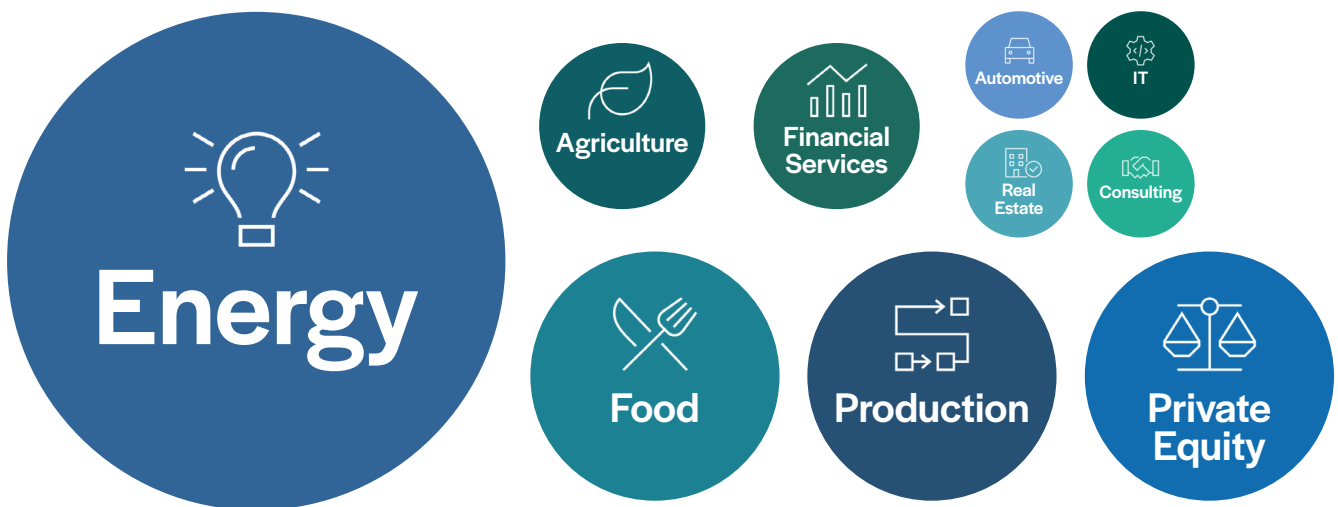 Energy
Agriculture
Financial
Services
Automotive
IT
Real
Estate
Consulting
Food
Production
Private
Equity